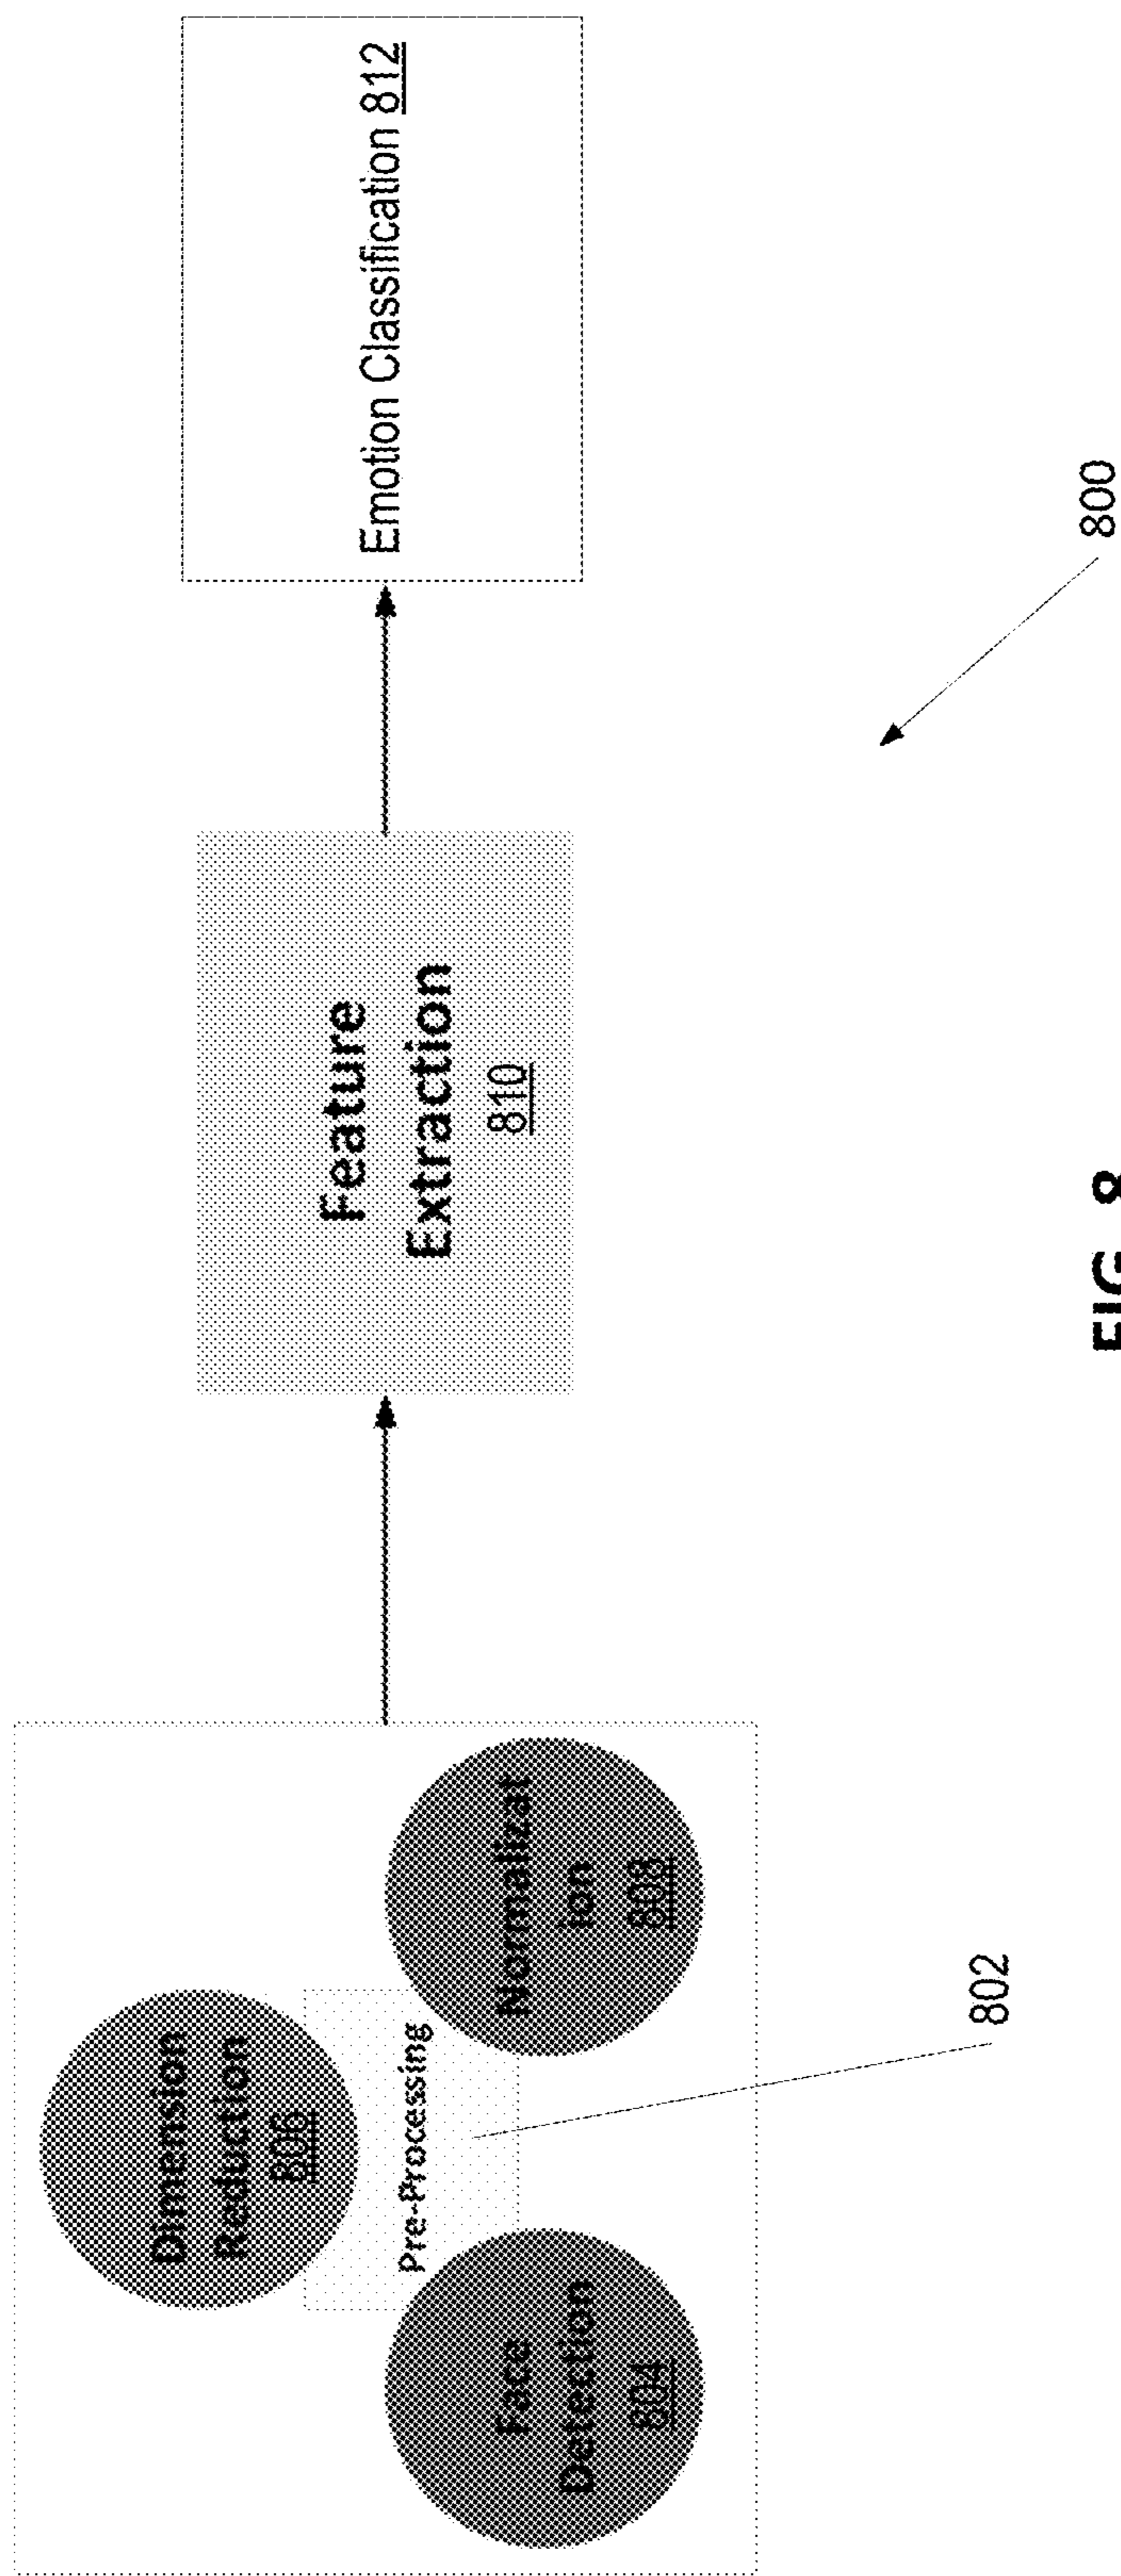 Dimension
Reduction
806
Pre-Processing
Face
Detection
804
Normalizat
ion
808
802
Feature
Extraction
810
Emotion Classification 812
800
FIG. 8